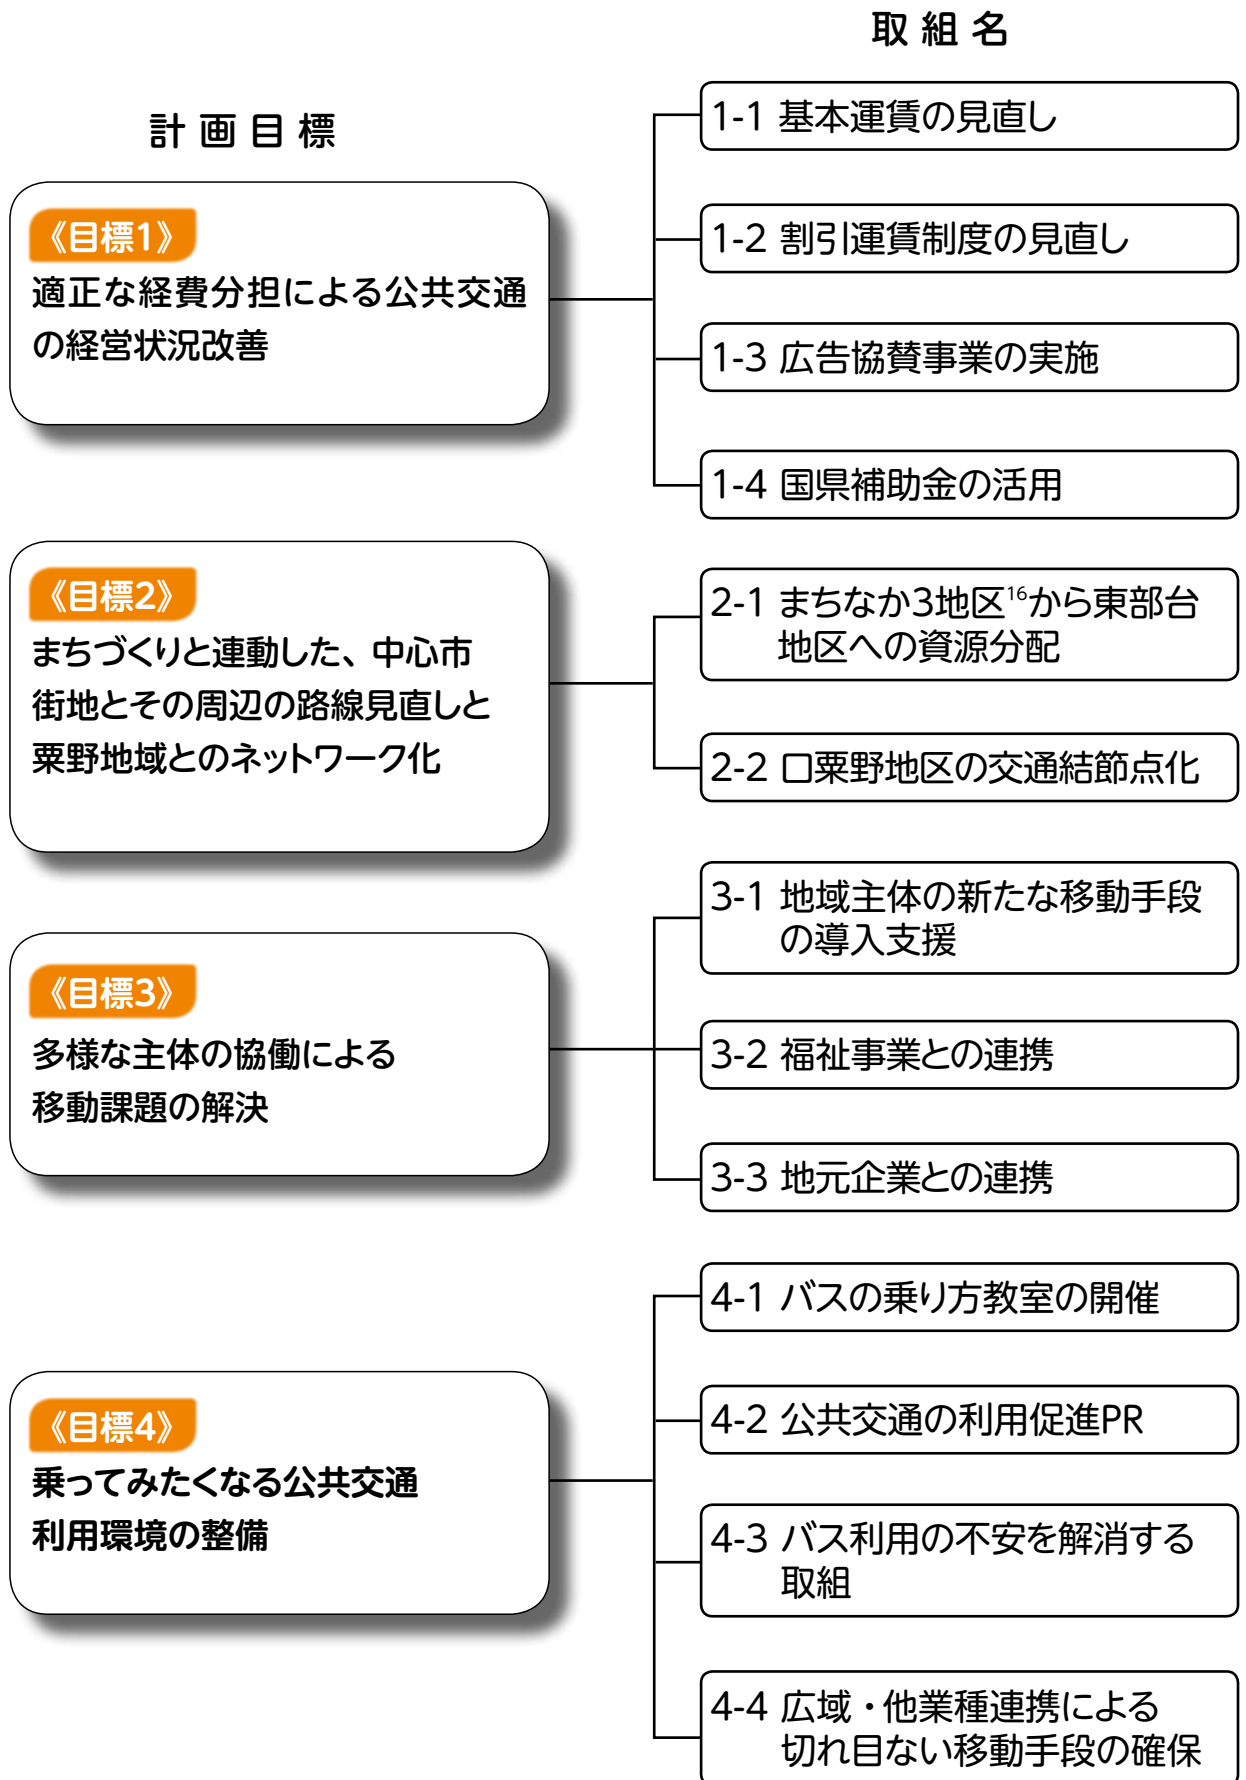 取組名
計画目標
《目標1》
適正な経費分担による公共交通
の経営状況改善
1-1 基本運賃の見直し
1-2 割引運賃制度の見直し
1-3 広告協賛事業の実施
1-4 国県補助金の活用
《目標2》
まちづくりと連動した、中心市
街地とその周辺の路線見直しと
粟野地域とのネットワーク化
2-1 まちなか3地区16から東部台
地区への資源分配
2-2 口粟野地区の交通結節点化
《目標3》
多様な主体の協働による
移動課題の解決
3-1 地域主体の新たな移動手段
の導入支援
3-2 福祉事業との連携
3-3 地元企業との連携
《目標4》
乗ってみたくなる公共交通
利用環境の整備
4-1 バスの乗り方教室の開催
4-2 公共交通の利用促進PR
4-3 バス利用の不安を解消する
取組
4-4 広域・他業種連携による
切れ目ない移動手段の確保